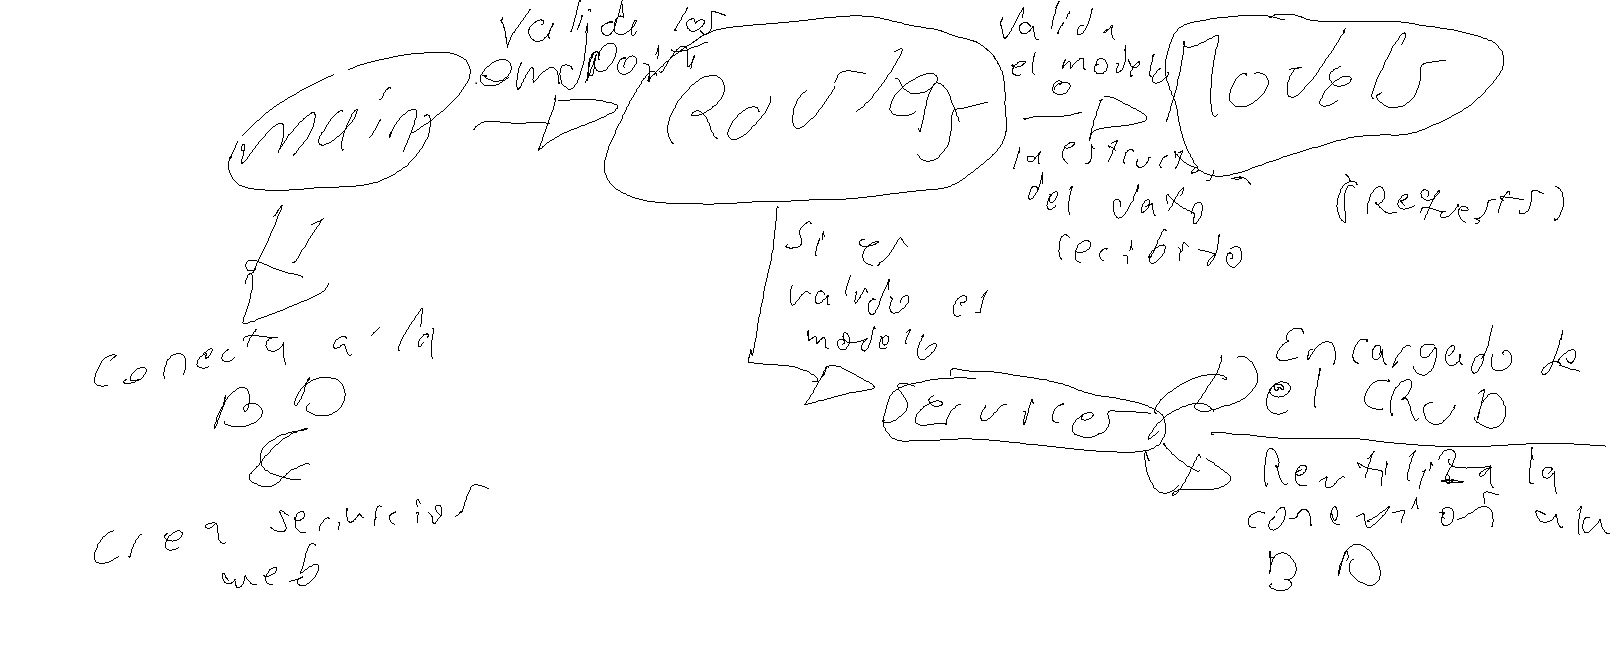 main
Valide los
endpoint
Router
Valida
el modelo
o
la estructura
del dato
recibido
Models
(Requests)
Conecta a la
BD
&
Crea servicios
web
Si es
valido el
modelo
Services
Encargado de
el CRUD
Reutiliza la
conexión a la
BD